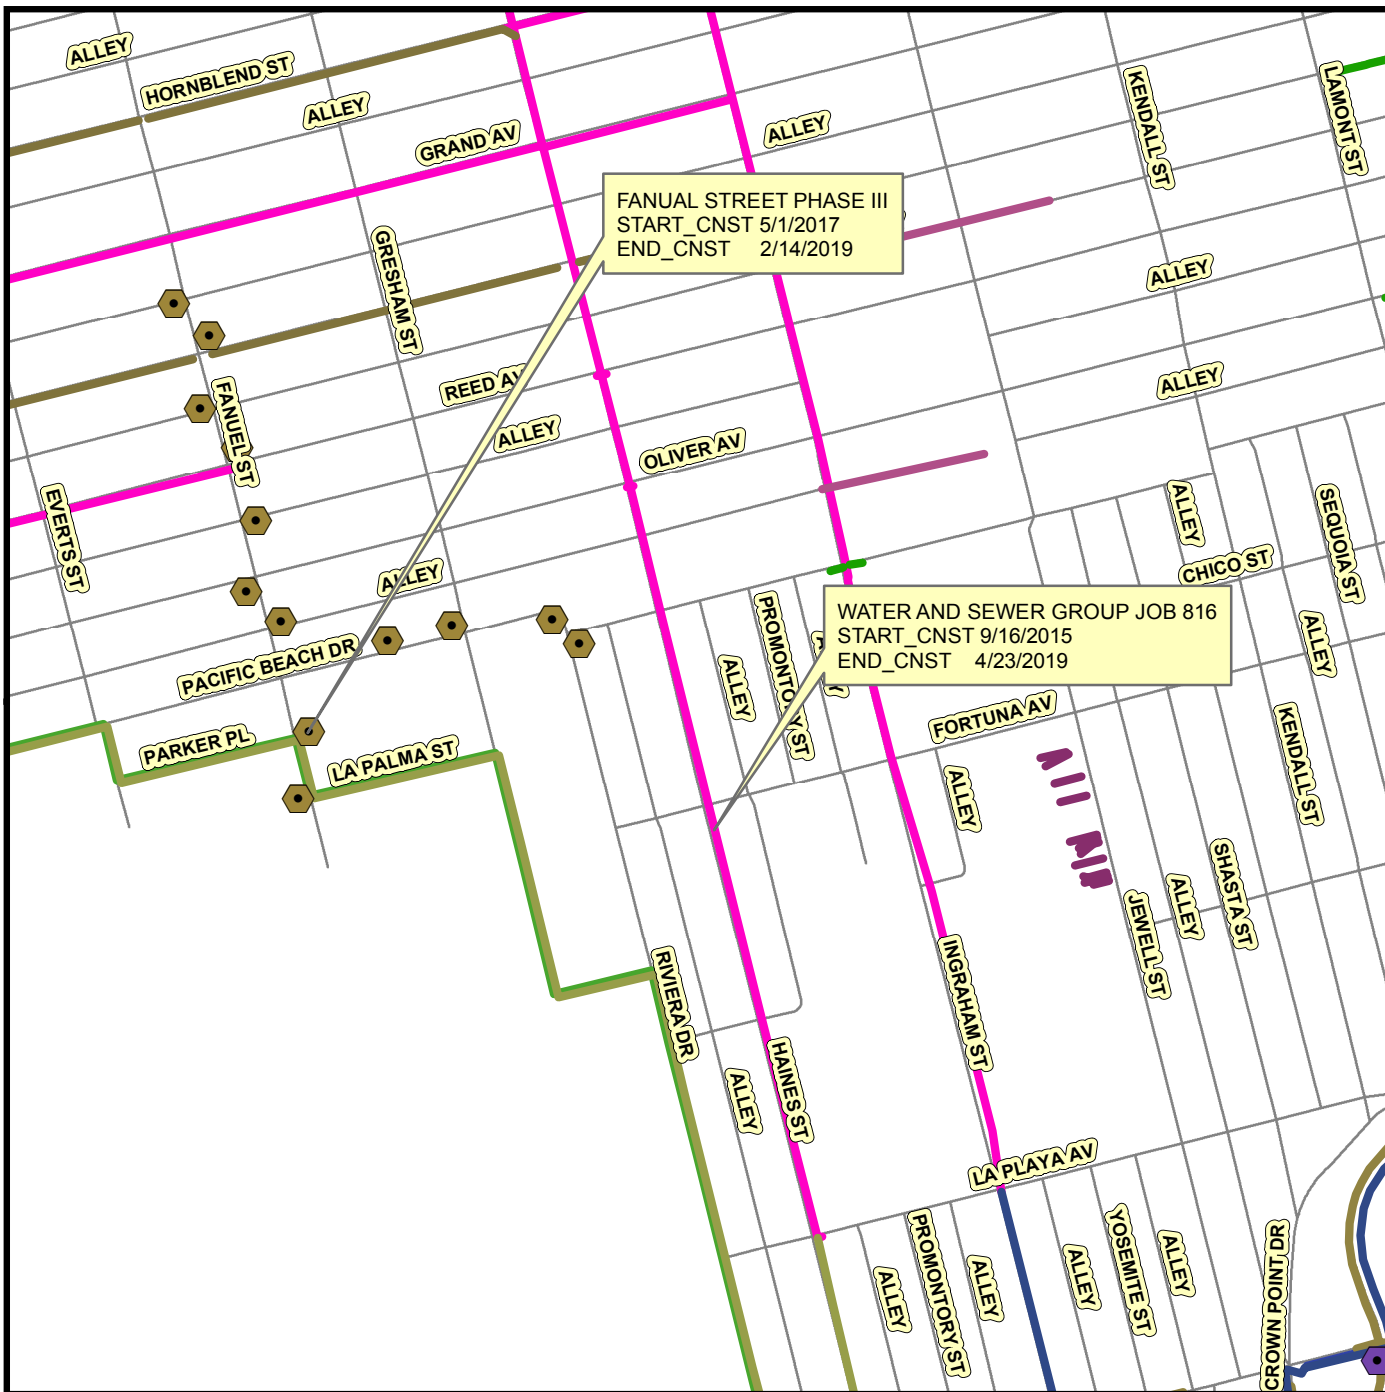 ALLEY
HORNBLEND ST
ALLEY
GRAND AV
ALLEY
KENDALL ST
LAMONT ST
FANUAL STREET PHASE III
START_CNST 5/1/2017
END_CNST 2/14/2019
GRESHAM ST
ALLEY
REED AV
ALLEY
FANUEL ST
ALLEY
OLIVER AV
EVERTS ST
ALLEY
SEQUOIA ST
CHICO ST
ALLEY
WATER AND SEWER GROUP JOB 816
START_CNST 9/16/2015
END_CNST 4/23/2019
PROMONTORY ST
ALLEY
ALLEY
PACIFIC BEACH DR
PARKER PL
LA PALMA ST
FORTUNA AV
KENDALL ST
ALLEY
SHASTA ST
ALLEY
JEWELL ST
INGRAHAM ST
RIVIERA DR
HAINES ST
ALLEY
LA PLAYA AV
PROMONTORY ST
YOSEMITE ST
ALLEY
ALLEY
ALLEY
ALLEY
CROWN POINT DR